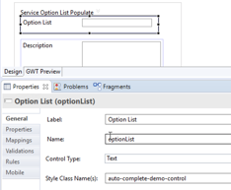 Service Option List Populate
Option List
Description
Design GWT Preview
Properties Problems Fragments
Option List (optionList)
General
Properties
Mappings
Validations
Rules
Mobile
Label: Option List
Name: optionList
Control Type: Text
Style Class Name(s): auto-complete-demo-control